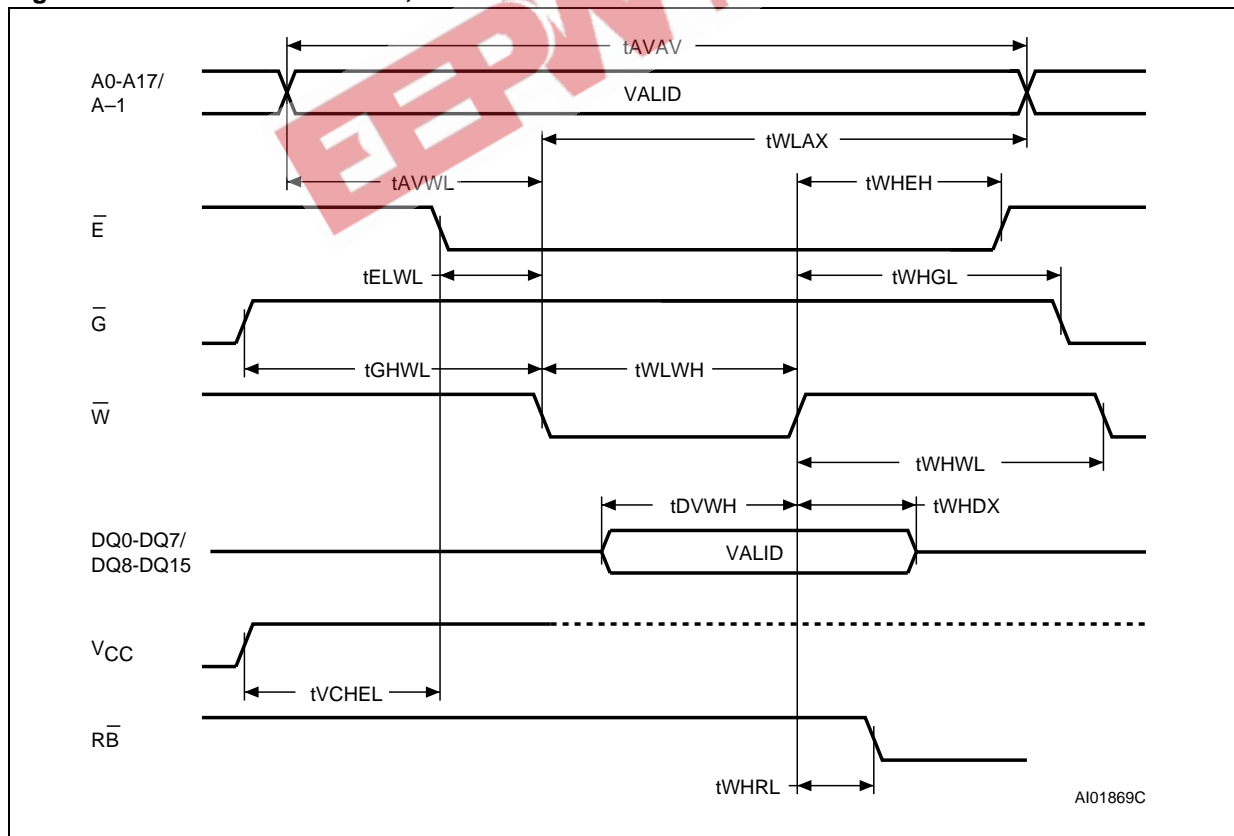 tAVAV
A0-A17/
A–1
VALID
tWLAX
tAVWL
tWHEH
E̅
tELWL
tWHGL
G̅
tGHWL
tWLWH
W̅
tWHWL
tDVWH
tWHDX
DQ0-DQ7/
DQ8-DQ15
VALID
VCC
tVCHEL
RB̅
tWHRL
AI01869C